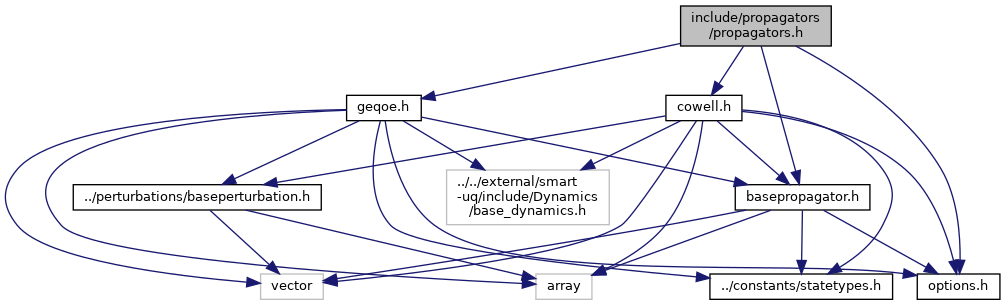 include/propagators
/propagators.h
geqoe.h
cowell.h
../perturbations/baseperturbation.h
../../external/smart
-uq/include/Dynamics
/base_dynamics.h
basepropagator.h
vector
array
../constants/statetypes.h
options.h